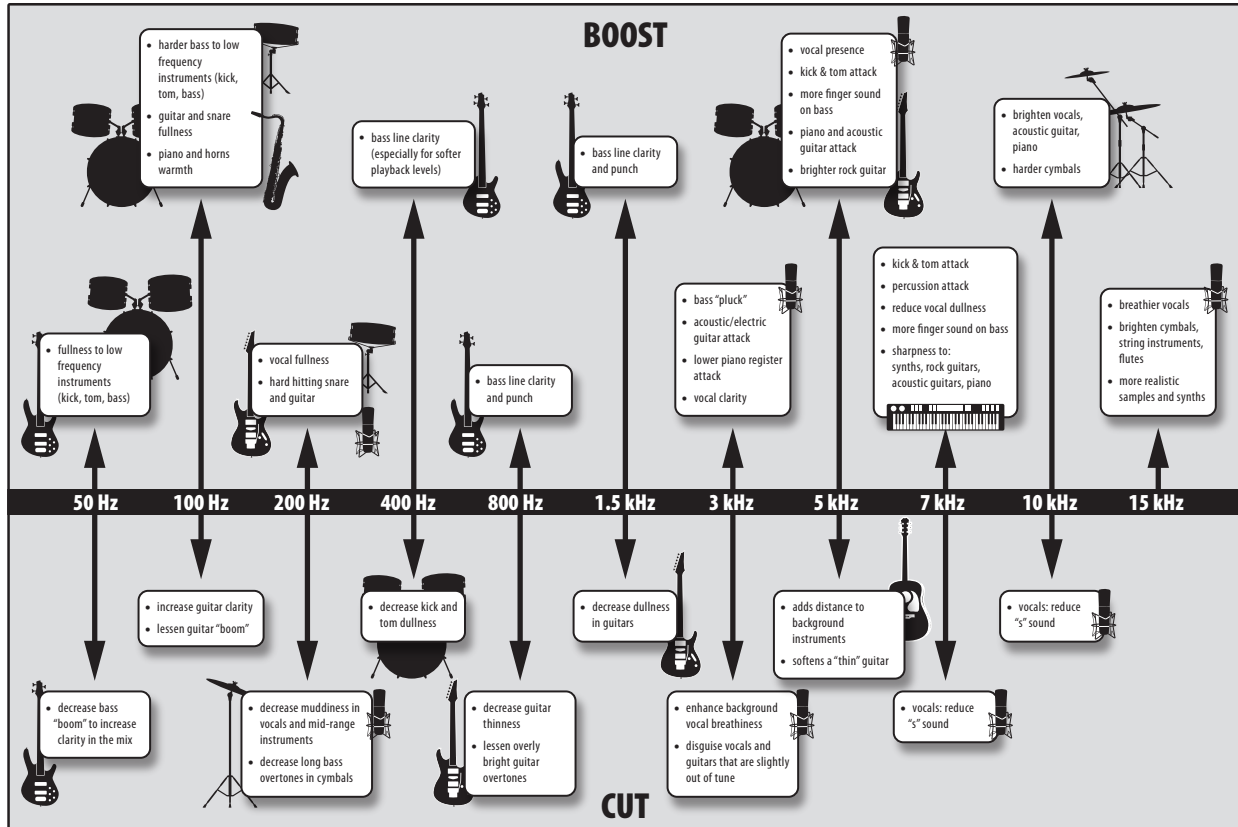 BOOST
• harder bass to low
frequency
instruments (kick,
tom, bass)
• guitar and snare
fullness
• piano and horns
warmth
• bass line clarity
(especially for softer
playback levels)
• bass line clarity
and punch
• vocal presence
• kick & tom attack
• more finger sound
on bass
• piano and acoustic
guitar attack
• brighter rock guitar
• brighten vocals,
acoustic guitar,
piano
• harder cymbals
• fullness to low
frequency
instruments
(kick, tom, bass)
• vocal fullness
• hard hitting snare
and guitar
• bass line clarity
and punch
• bass “pluck”
• acoustic/electric
guitar attack
• lower piano register
attack
• vocal clarity
• kick & tom attack
• percussion attack
• reduce vocal dullness
• more finger sound on bass
• sharpness to:
synths, rock guitars,
acoustic guitars, piano
• breathier vocals
• brighten cymbals,
string instruments,
flutes
• more realistic
samples and synths
50 Hz 100 Hz 200 Hz 400 Hz 800 Hz 1.5 kHz 3 kHz 5 kHz 7 kHz 10 kHz 15 kHz
• increase guitar clarity
• lessen guitar “boom”
• decrease kick and
tom dullness
• decrease dullness
in guitars
• adds distance to
background
instruments
• softens a “thin” guitar
• vocals: reduce
“s” sound
• decrease bass
“boom” to increase
clarity in the mix
• decrease muddiness in
vocals and mid-range
instruments
• decrease long bass
overtones in cymbals
• decrease guitar
thinness
• lessen overly
bright guitar
overtones
• enhance background
vocal breathiness
• disguise vocals and
guitars that are slightly
out of tune
• vocals: reduce
“s” sound
CUT